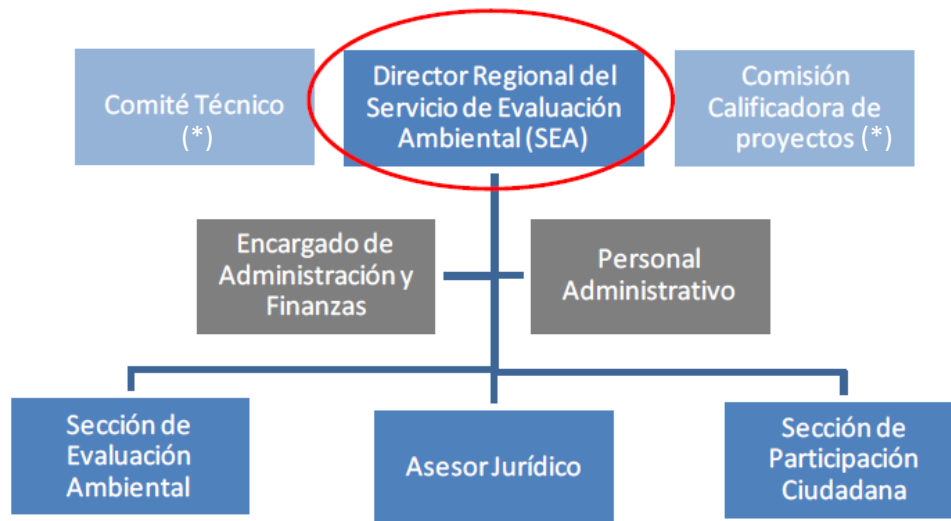 Comité Técnico
(*)
Director Regional del
Servicio de Evaluación
Ambiental (SEA)
Comisión
Calificadora de
proyectos (*)
Encargado de
Administración y
Finanzas
Personal
Administrativo
Sección de
Evaluación
Ambiental
Asesor Jurídico
Sección de
Participación
Ciudadana